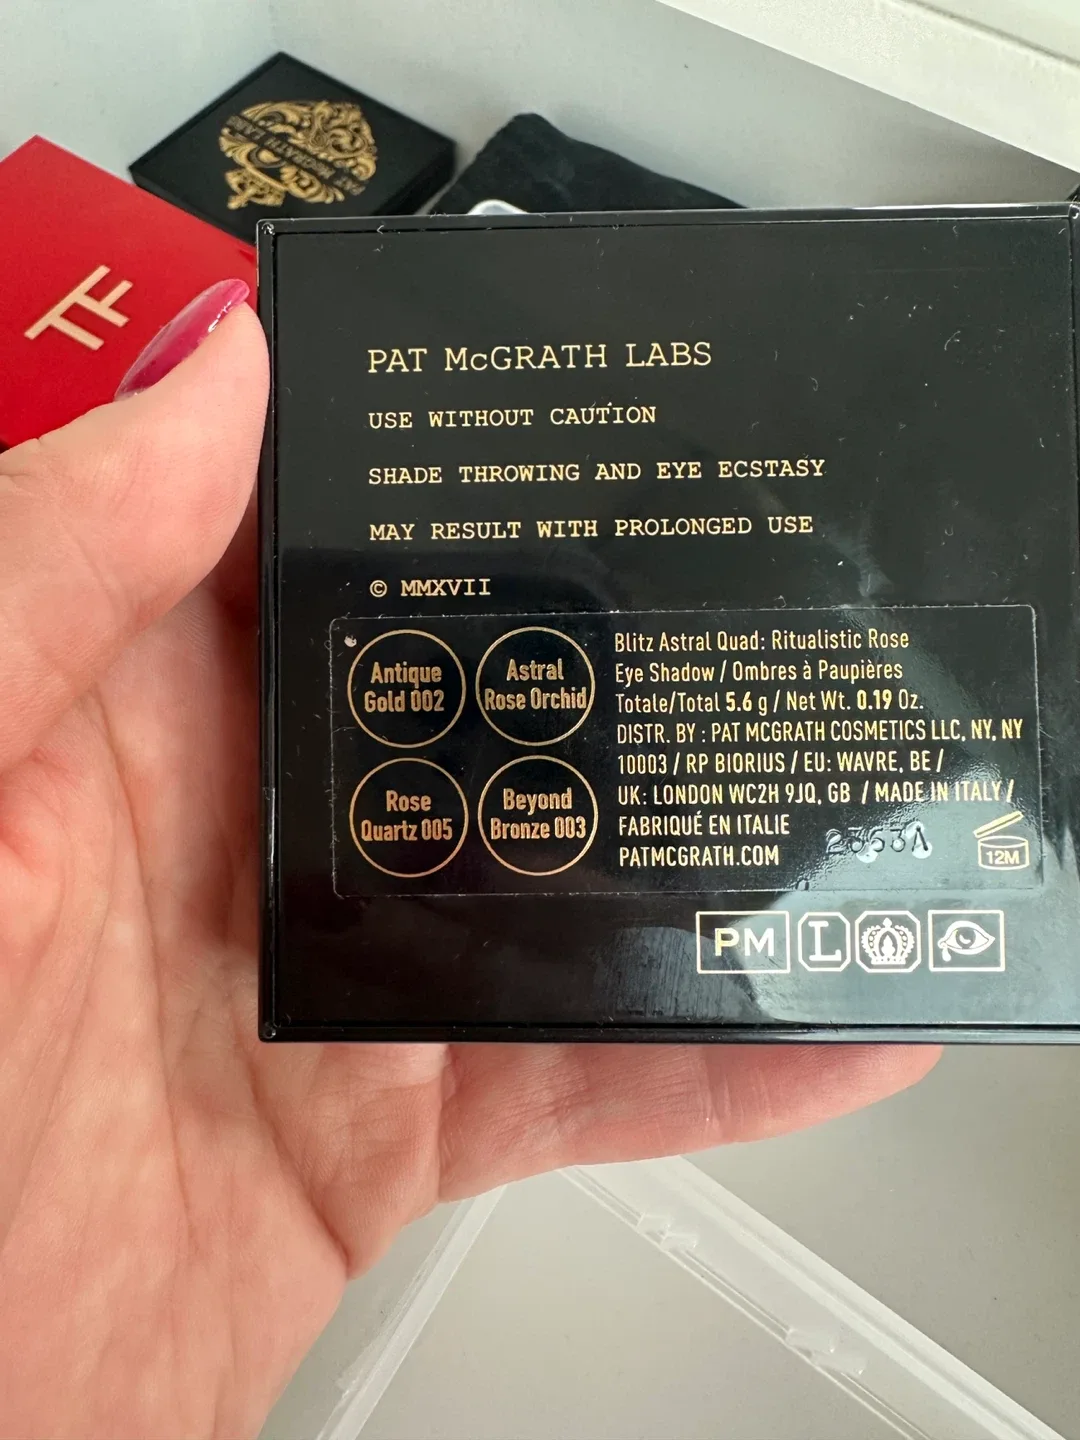 TF
PAT McGRATH LABS
USE WITHOUT CAUTION
SHADE THROWING AND EYE ECSTASY
MAY RESULT WITH PROLONGED USE
© MMXVII
Antique
Gold 002
Astral
Rose Orchid
Rose
Quartz 005
Beyond
Bronze 003
Blitz Astral Quad: Ritualistic Rose
Eye Shadow / Ombres à Paupières
Totale/Total 5.6 g / Net Wt. 0.19 Oz.
DISTR. BY : PAT MCGRATH COSMETICS LLC, NY, NY
10003 / RP BIORIUS / EU: WAVRE, BE /
UK: LONDON WC2H 9JQ, GB / MADE IN ITALY /
FABRIQUÉ EN ITALIE
PATMCGRATH.COM
12M
PM L